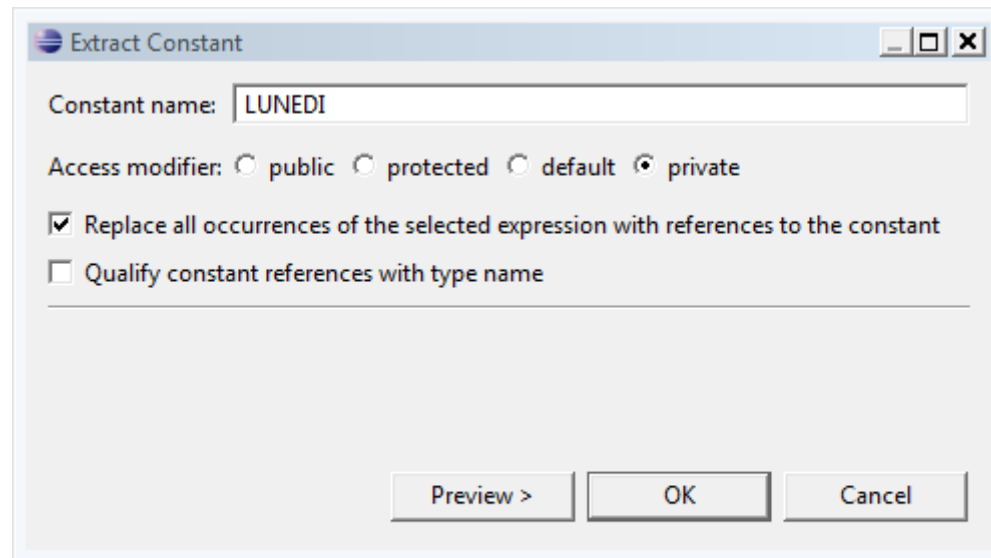 Extract Constant
Constant name: LUNEDI
Access modifier: public protected default private
Replace all occurrences of the selected expression with references to the constant
Qualify constant references with type name
Preview > OK Cancel